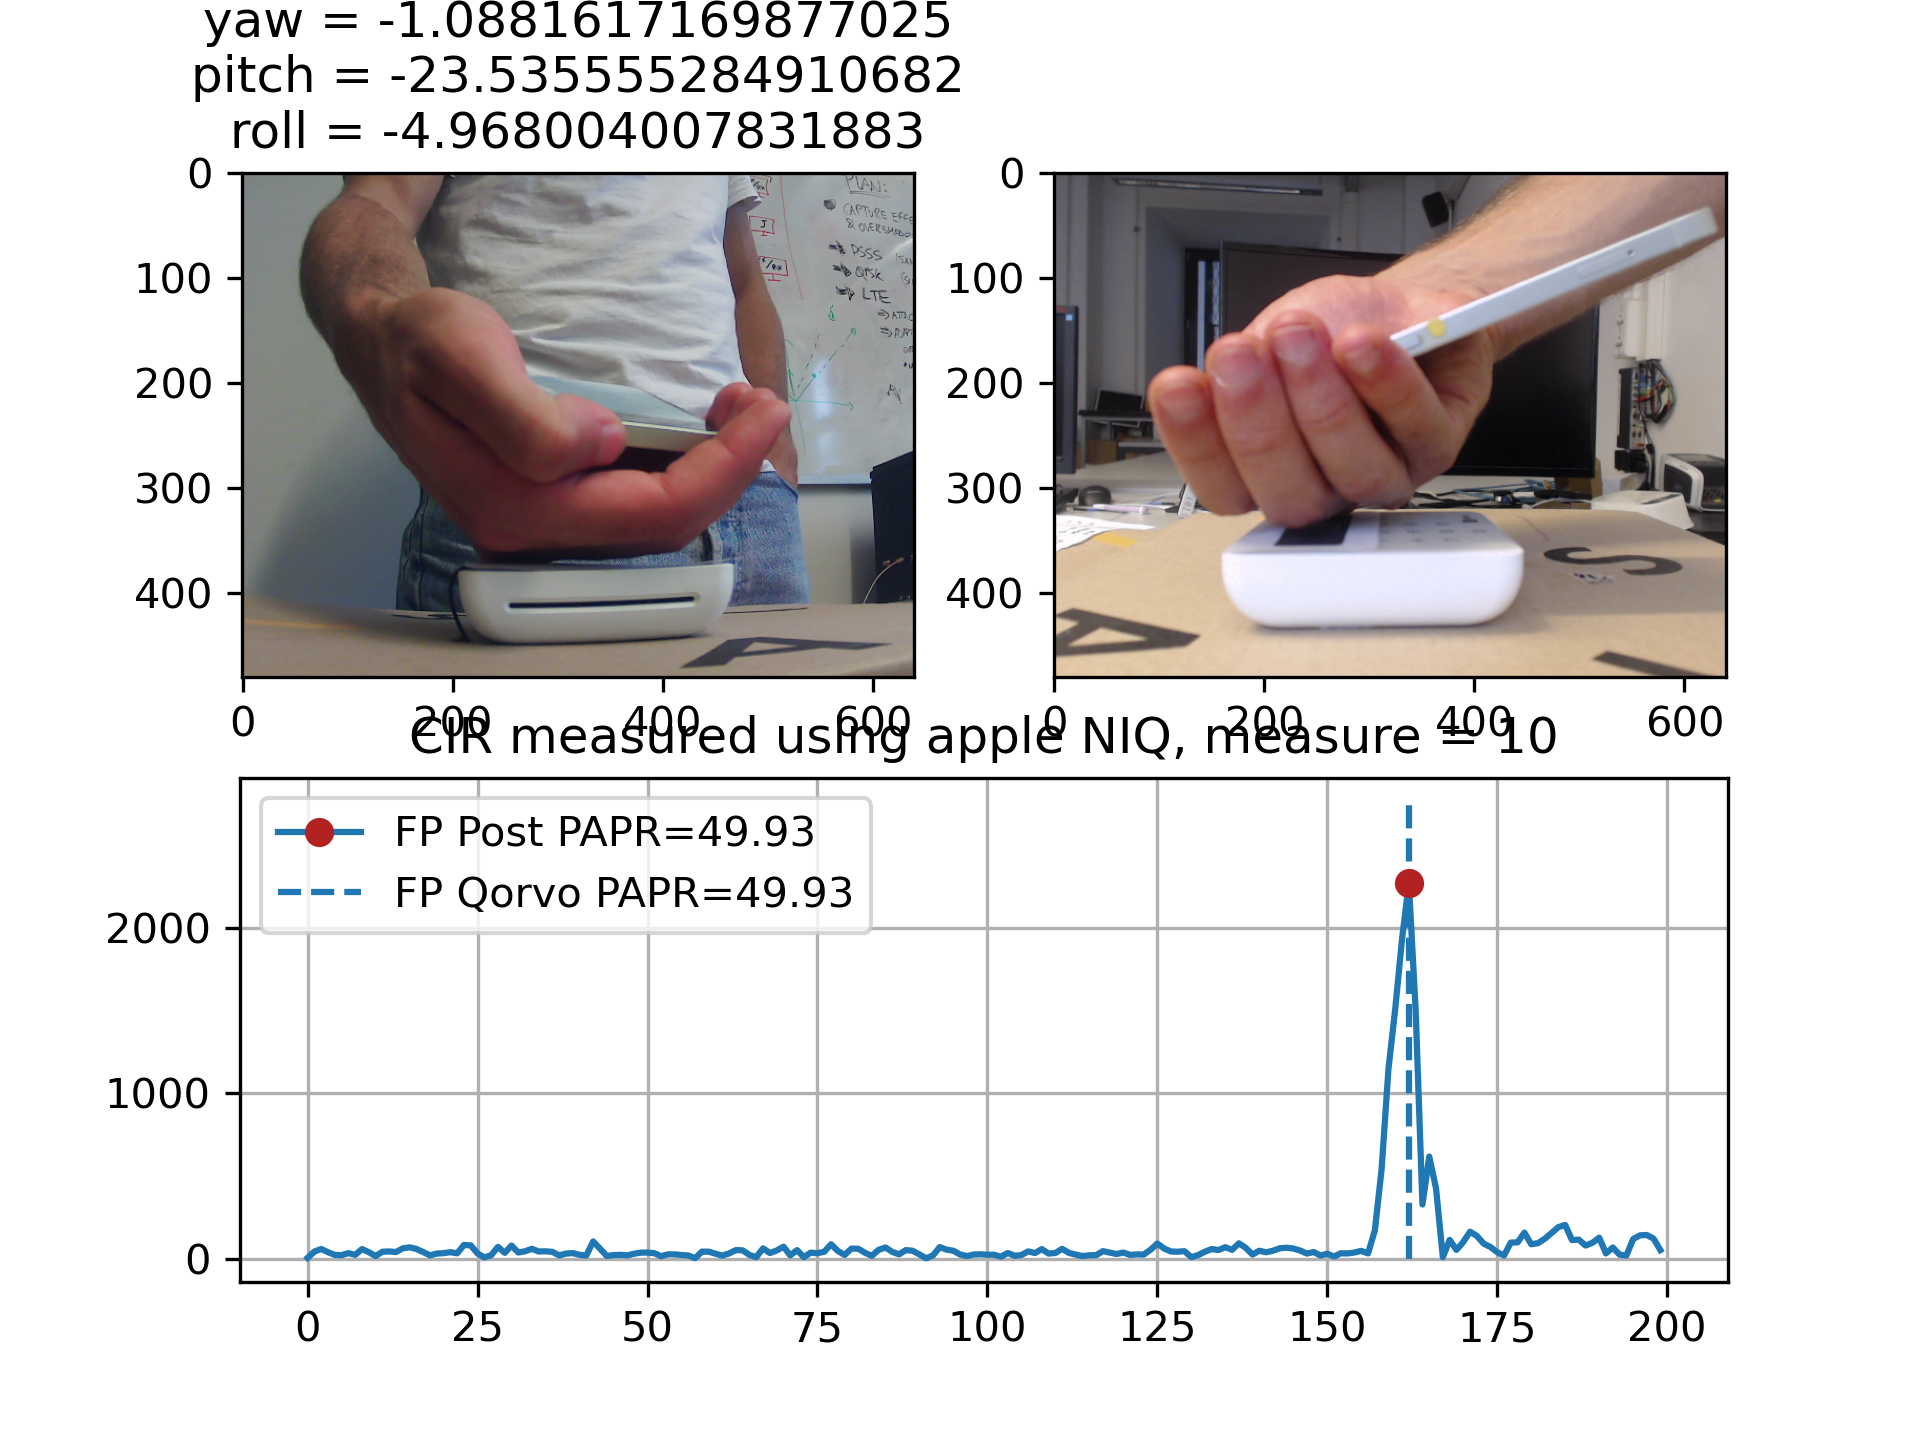 yaw = -1.0881617169877025
pitch = -23.535555284910682
roll = -4.968004007831883
0
100
200
300
400
0 200 400 600
PLAN:
CAPTURE EFFE
& OVERSHADO
DSSS
QPSK
LTE
0
100
200
300
400
0 200 400 600
A
S
CIR measured using apple NIQ, measure = 10
FP Post PAPR=49.93
FP Qorvo PAPR=49.93
2000
1000
0
0 25 50 75 100 125 150 175 200